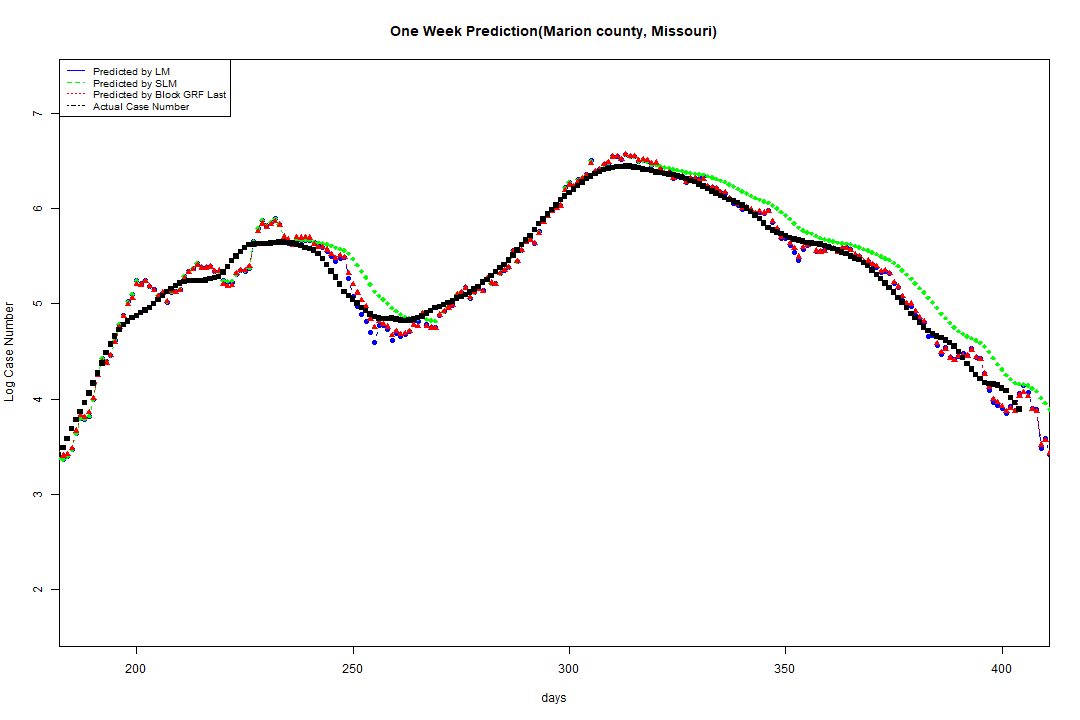 One Week Prediction(Marion county, Missouri)
Predicted by LM
Predicted by SLM
Predicted by Block GRF Last
Actual Case Number
7
6
5
4
3
2
Log Case Number
200 250 300 350 400
days